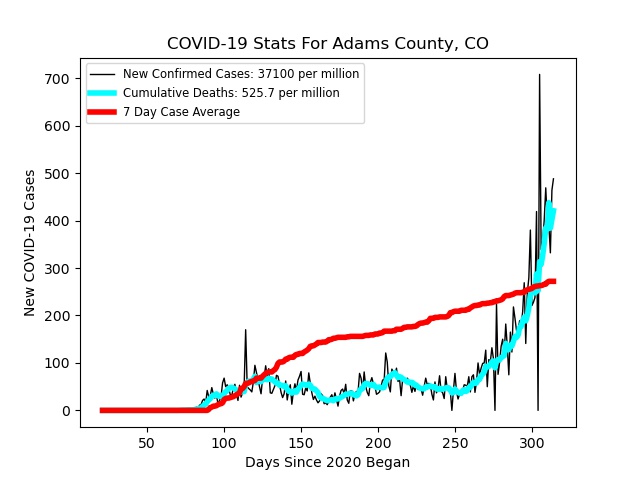 COVID-19 Stats For Adams County, CO
New Confirmed Cases: 37100 per million
Cumulative Deaths: 525.7 per million
7 Day Case Average
New COVID-19 Cases
700
600
500
400
300
200
100
0
50 100 150 200 250 300
Days Since 2020 Began